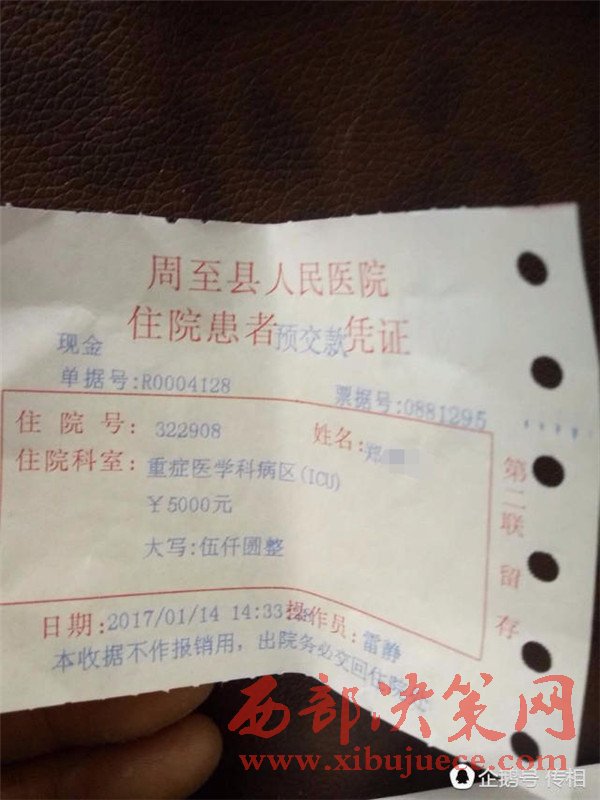 周至县人民医院
住院患者预交款凭证
现金
单据号:R0004128
票据号:0881295
住院号: 322908
姓名:郑
住院科室: 重症医学科病区(ICU)
￥5000元
大写:伍仟圆整
日期:2017/01/14 14:33
操作员:雷静
本收据不作报销用，出院务必交回住院
第二联留存
西部决策网
www.xibujuece.com
企鹅号 传相